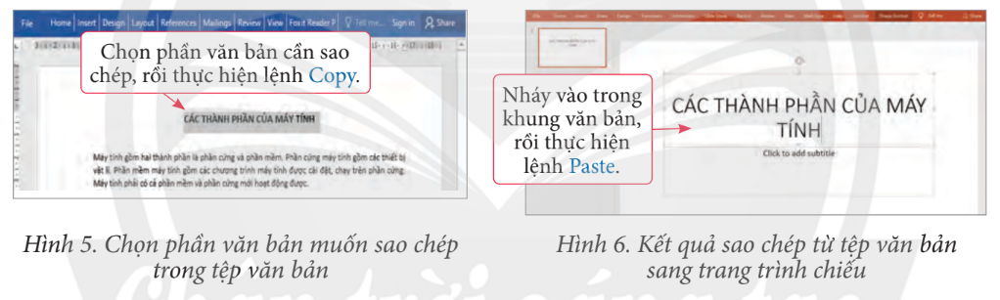 File Home Insert Design Layout References Mailings Review View Foxit Reader P Tell me... Sign in Share
Chọn phần văn bản cần sao
chép, rồi thực hiện lệnh Copy.
CÁC THÀNH PHẦN CỦA MÁY TÍNH
Máy tính gồm hai thành phần là phần cứng và phần mềm. Phần cứng máy tính gồm các thiết bị
vật lí. Phần mềm máy tính gồm các chương trình máy tính được cài đặt, chạy trên phần cứng.
Máy tính phải có cả phần mềm và phần cứng mới hoạt động được.
Hình 5. Chọn phần văn bản muốn sao chép
trong tệp văn bản
Nháy vào trong
khung văn bản,
rồi thực hiện
lệnh Paste.
CÁC THÀNH PHẦN CỦA MÁY
TÍNH
Click to add subtitle
Hình 6. Kết quả sao chép từ tệp văn bản
sang trang trình chiếu
Chân trời sáng tạo